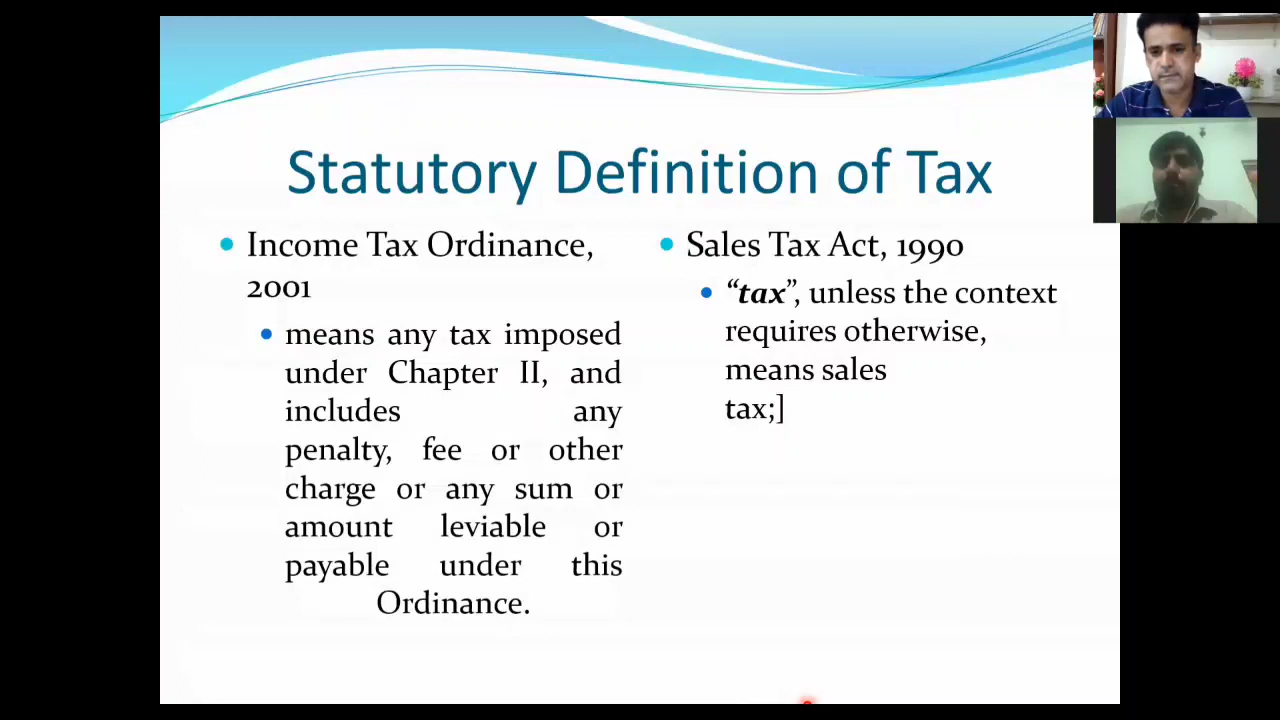 Statutory Definition of Tax
Income Tax Ordinance,
2001
means any tax imposed
under Chapter II, and
includes any
penalty, fee or other
charge or any sum or
amount leviable or
payable under this
Ordinance.
Sales Tax Act, 1990
“tax”, unless the context
requires otherwise,
means sales
tax;]